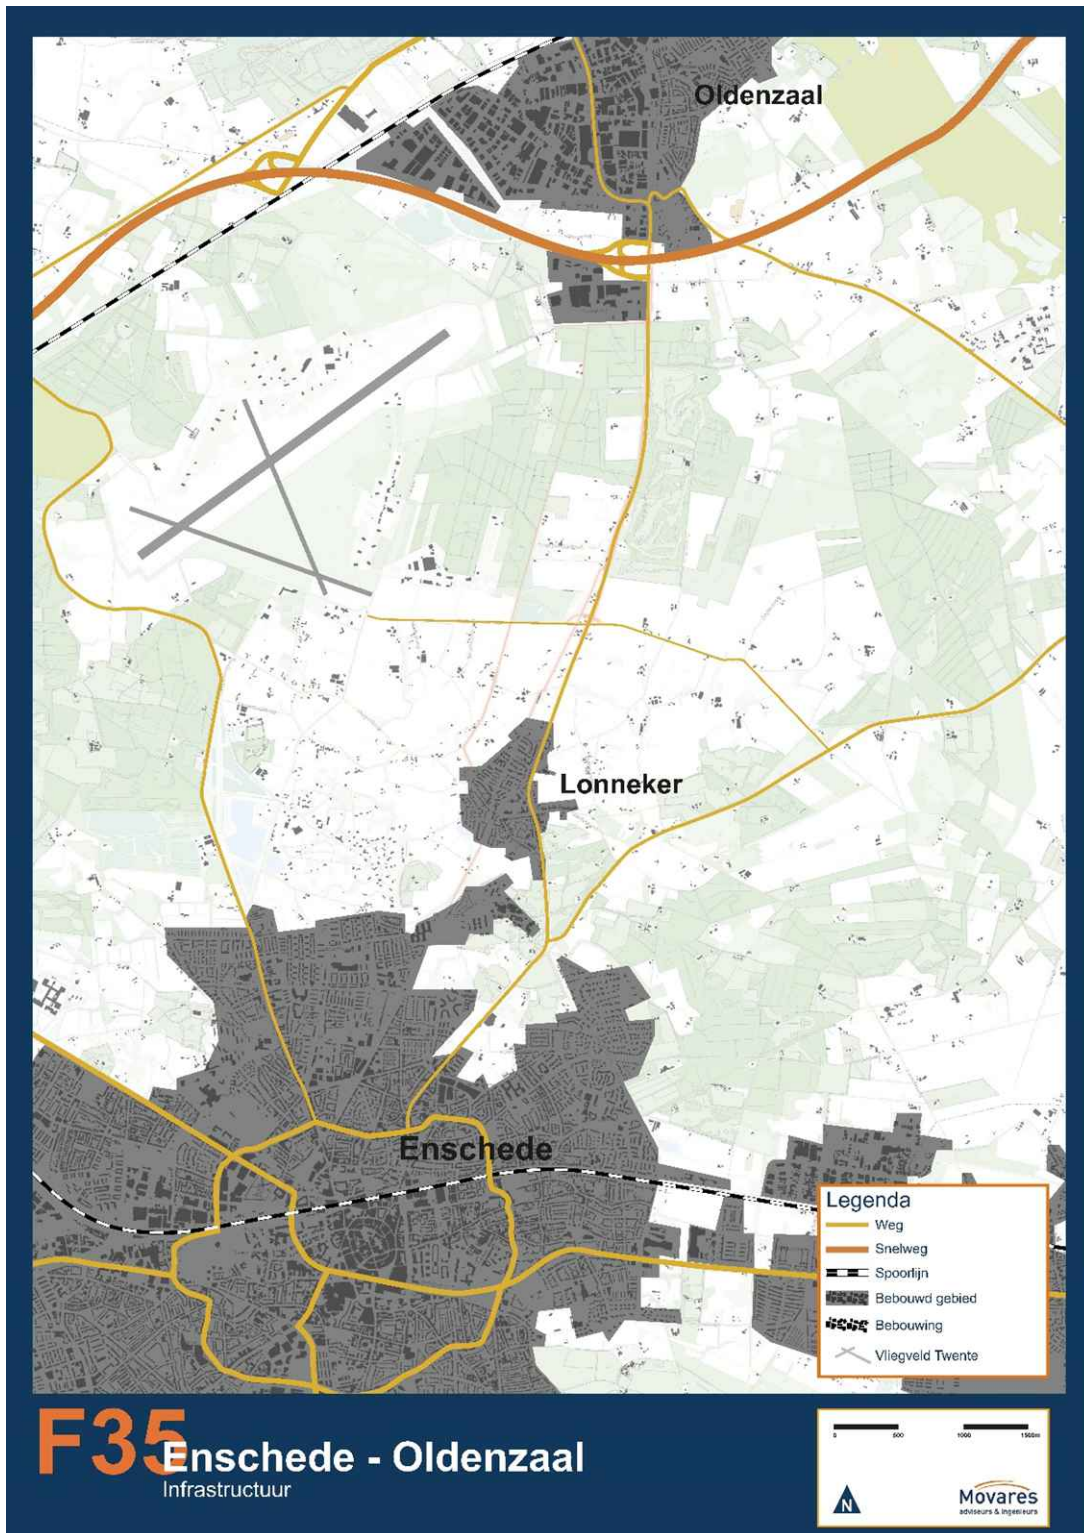 Oldenzaal
Lonneker
Enschede
Legenda
Weg
Snelweg
Spoorlijn
Bebouwd gebied
Bebouwing
Vliegveld Twente
F35
Enschede - Oldenzaal
Infrastructuur
0 500 1000 1500m
N
Movares
adviseurs & ingenieurs